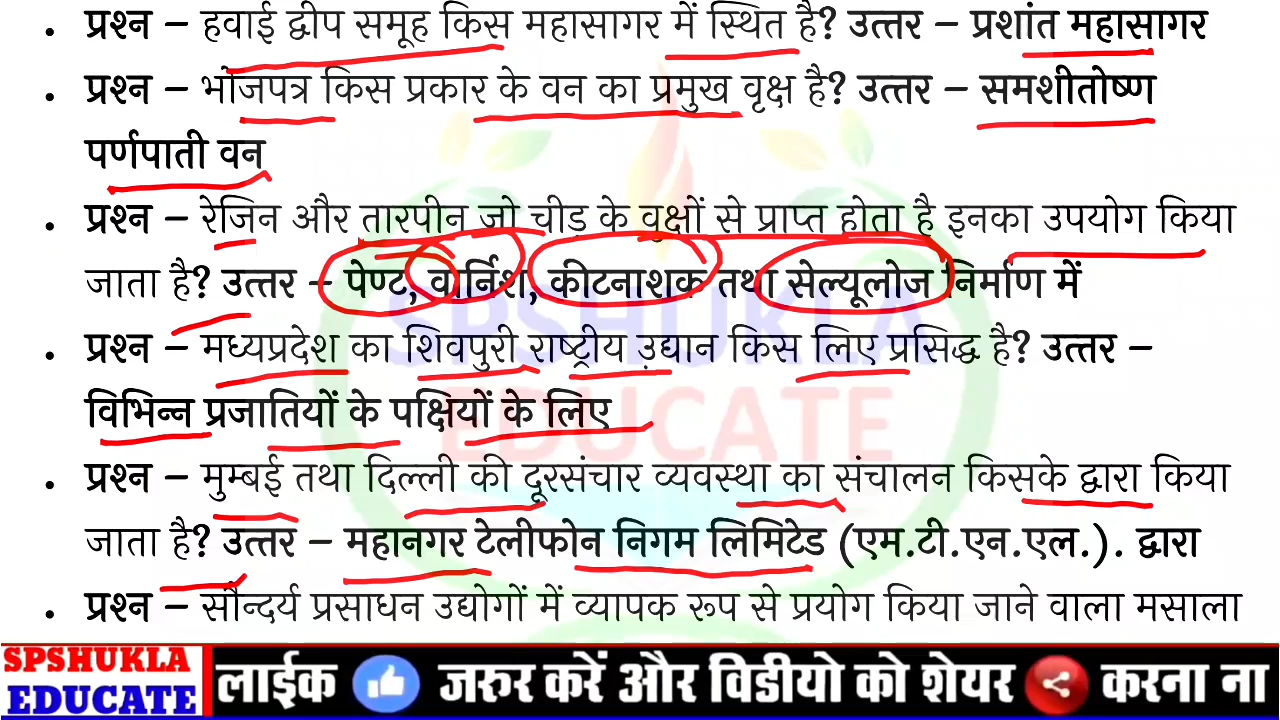 • प्रश्न – हवाई द्वीप समूह किस महासागर में स्थित है? उत्तर – प्रशांत महासागर
• प्रश्न – भोजपत्र किस प्रकार के वन का प्रमुख वृक्ष है? उत्तर – समशीतोष्ण
पर्णपाती वन
• प्रश्न – रेजिन और तारपीन जो चीड़ के वृक्षों से प्राप्त होता है इनका उपयोग किया
जाता है? उत्तर – पेण्ट, वार्निश, कीटनाशक तथा सेल्यूलोज निर्माण में
• प्रश्न – मध्यप्रदेश का शिवपुरी राष्ट्रीय उद्यान किस लिए प्रसिद्ध है? उत्तर –
विभिन्न प्रजातियों के पक्षियों के लिए
• प्रश्न – मुम्बई तथा दिल्ली की दूरसंचार व्यवस्था का संचालन किसके द्वारा किया
जाता है? उत्तर – महानगर टेलीफोन निगम लिमिटेड (एम.टी.एन.एल.). द्वारा
• प्रश्न – सौन्दर्य प्रसाधन उद्योगों में व्यापक रूप से प्रयोग किया जाने वाला मसाला
SPSHUKLA
EDUCATE
SPSHUKLA
EDUCATE
लाईक जरुर करें और विडीयो को शेयर करना ना